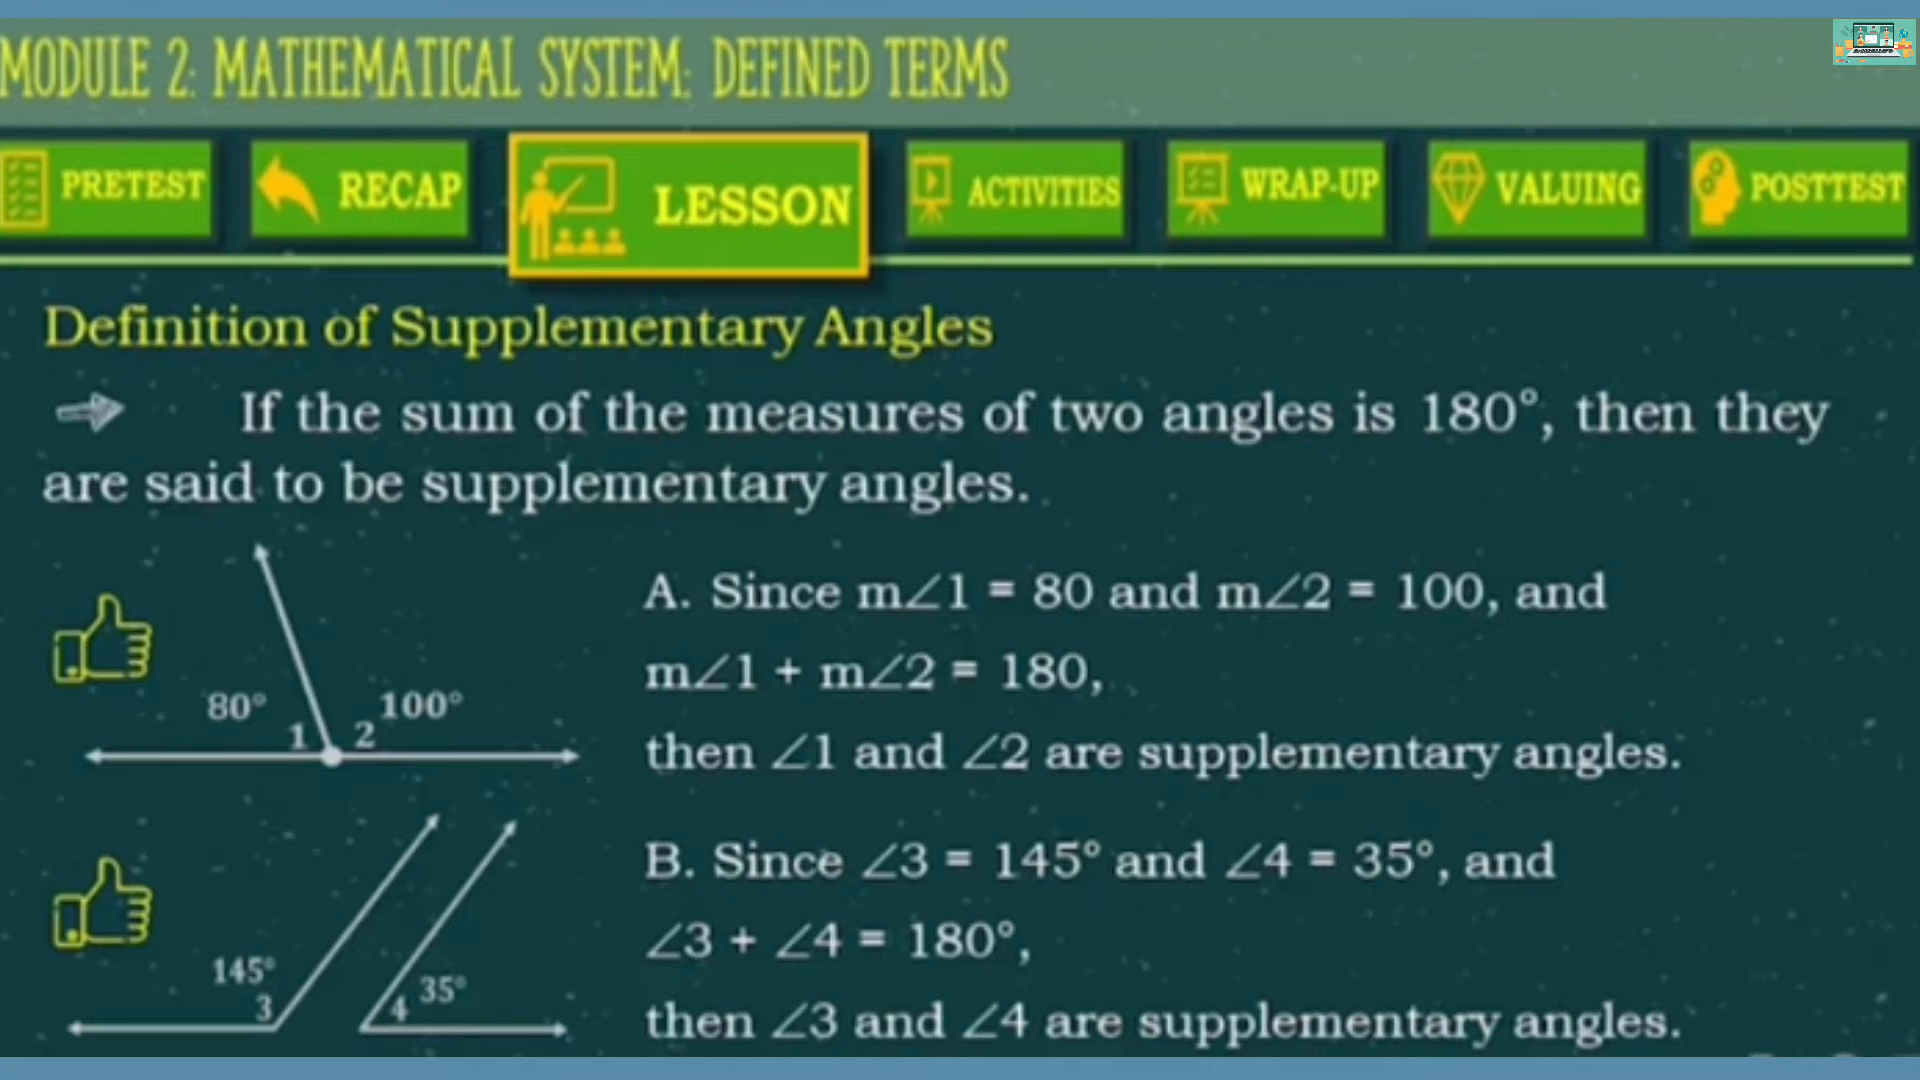 MODULE 2: MATHEMATICAL SYSTEM: DEFINED TERMS
PRETEST
RECAP
LESSON
ACTIVITIES
WRAP-UP
VALUING
POSTTEST
Definition of Supplementary Angles
If the sum of the measures of two angles is 180°, then they
are said to be supplementary angles.
80° 100°
1 2
A. Since m∠1 = 80 and m∠2 = 100, and
m∠1 + m∠2 = 180,
then ∠1 and ∠2 are supplementary angles.
145°
3
35°
4
B. Since ∠3 = 145° and ∠4 = 35°, and
∠3 + ∠4 = 180°,
then ∠3 and ∠4 are supplementary angles.